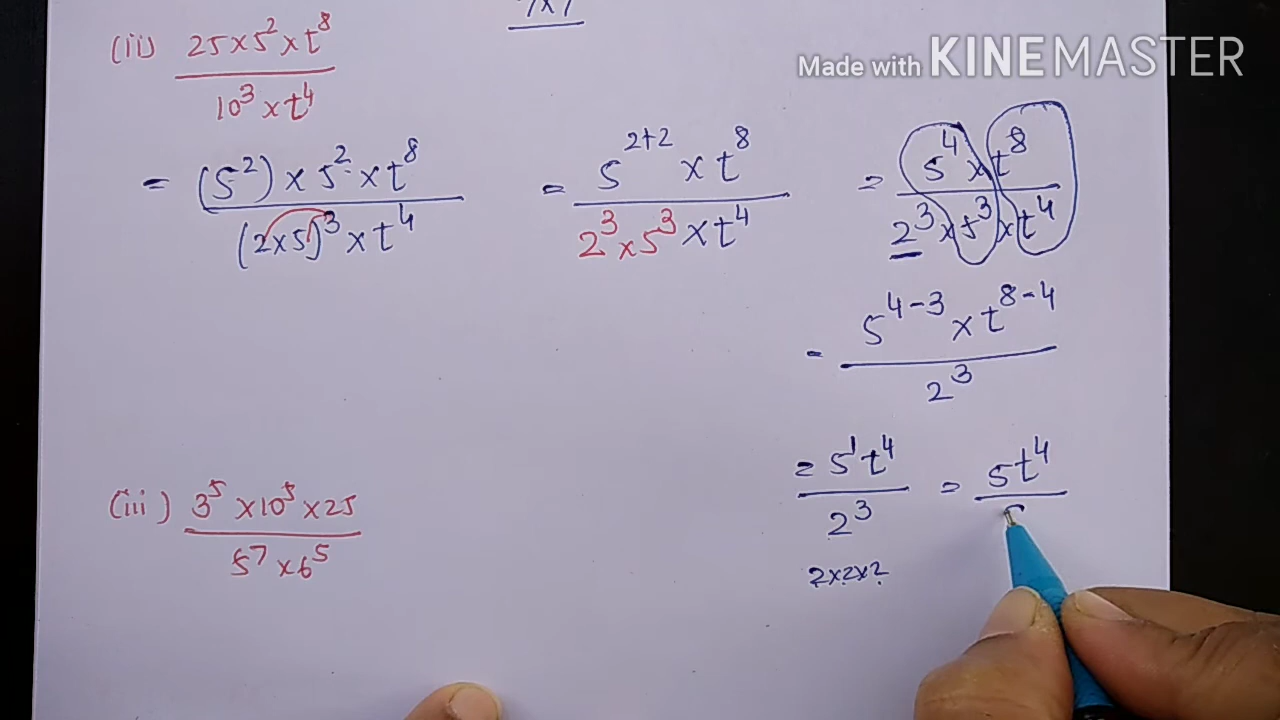 7×7
Made with KINEMASTER
(ii) 25×5²×t⁸ / 10³×t⁴
= (5²)×5²×t⁸ / (2×5)³×t⁴ = 5²⁺²×t⁸ / 2³×5³×t⁴ = 5⁴×t⁸ / 2³×5³×t⁴
= 5⁴⁻³×t⁸⁻⁴ / 2³
= 5¹t⁴ / 2³ = 5t⁴ /
2×2×2
(iii) 3⁵×10⁵×25 / 5⁷×6⁵